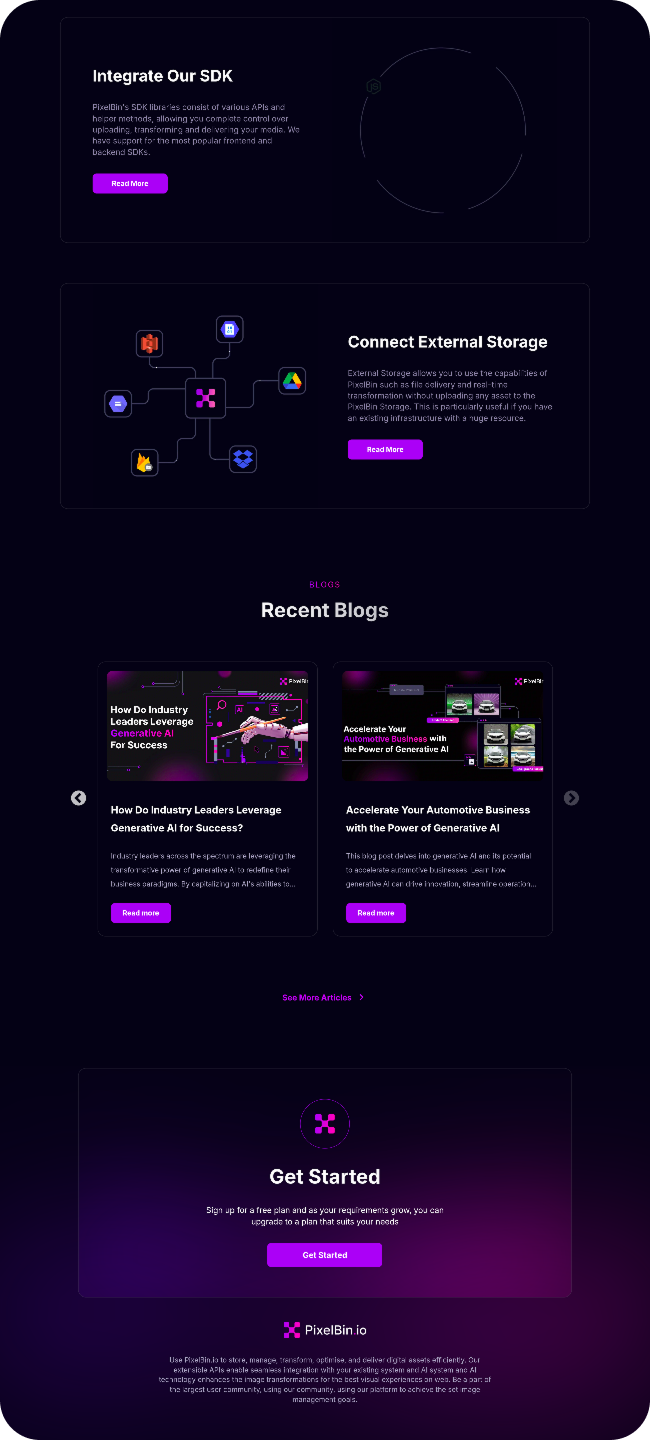 Integrate Our SDK
PixelBin's SDK libraries consist of various APIs and
helper methods, allowing you complete control over
uploading, transforming and delivering your media. We
have support for the most popular frontend and
backend SDKs.
Read More
Connect External Storage
External Storage allows you to use the capabilities of
PixelBin such as file delivery and real-time
transformation without uploading any asset to the
PixelBin Storage. This is particularly useful if you have
an existing infrastructure with a huge resource.
Read More
BLOGS
Recent Blogs
PixelBin
How Do Industry
Leaders Leverage
Generative AI
For Success
AI
How Do Industry Leaders Leverage
Generative AI for Success?
Industry leaders across the spectrum are leveraging the
transformative power of generative AI to redefine their
business paradigms. By capitalizing on AI's abilities to...
Read more
PixelBin
Accelerate Your
Automotive Business with
the Power of Generative AI
Accelerate Your Automotive Business
with the Power of Generative AI
This blog post delves into generative AI and its potential
to accelerate automotive businesses. Learn how
generative AI can drive innovation, streamline operation...
Read more
See More Articles
Get Started
Sign up for a free plan and as your requirements grow, you can
upgrade to a plan that suits your needs
Get Started
PixelBin.io
Use PixelBin.io to store, manage, transform, optimise, and deliver digital assets efficiently. Our
extensible APIs enable seamless integration with your existing system and AI system and AI
technology enhances the image transformations for the best visual experiences on web. Be a part of
the largest user community, using our community, using our platform to achieve the set image
management goals.